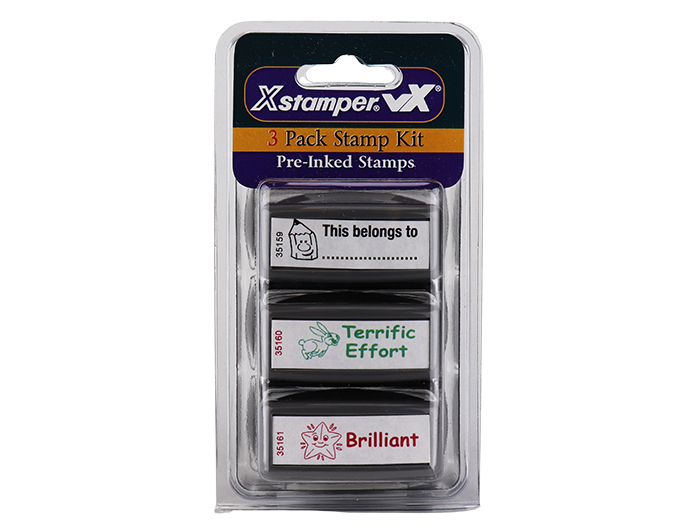 Xstamper® VX®
3 Pack Stamp Kit
Pre-Inked Stamps
35159
This belongs to
........................
35160
Terrific
Effort
35161
Brilliant